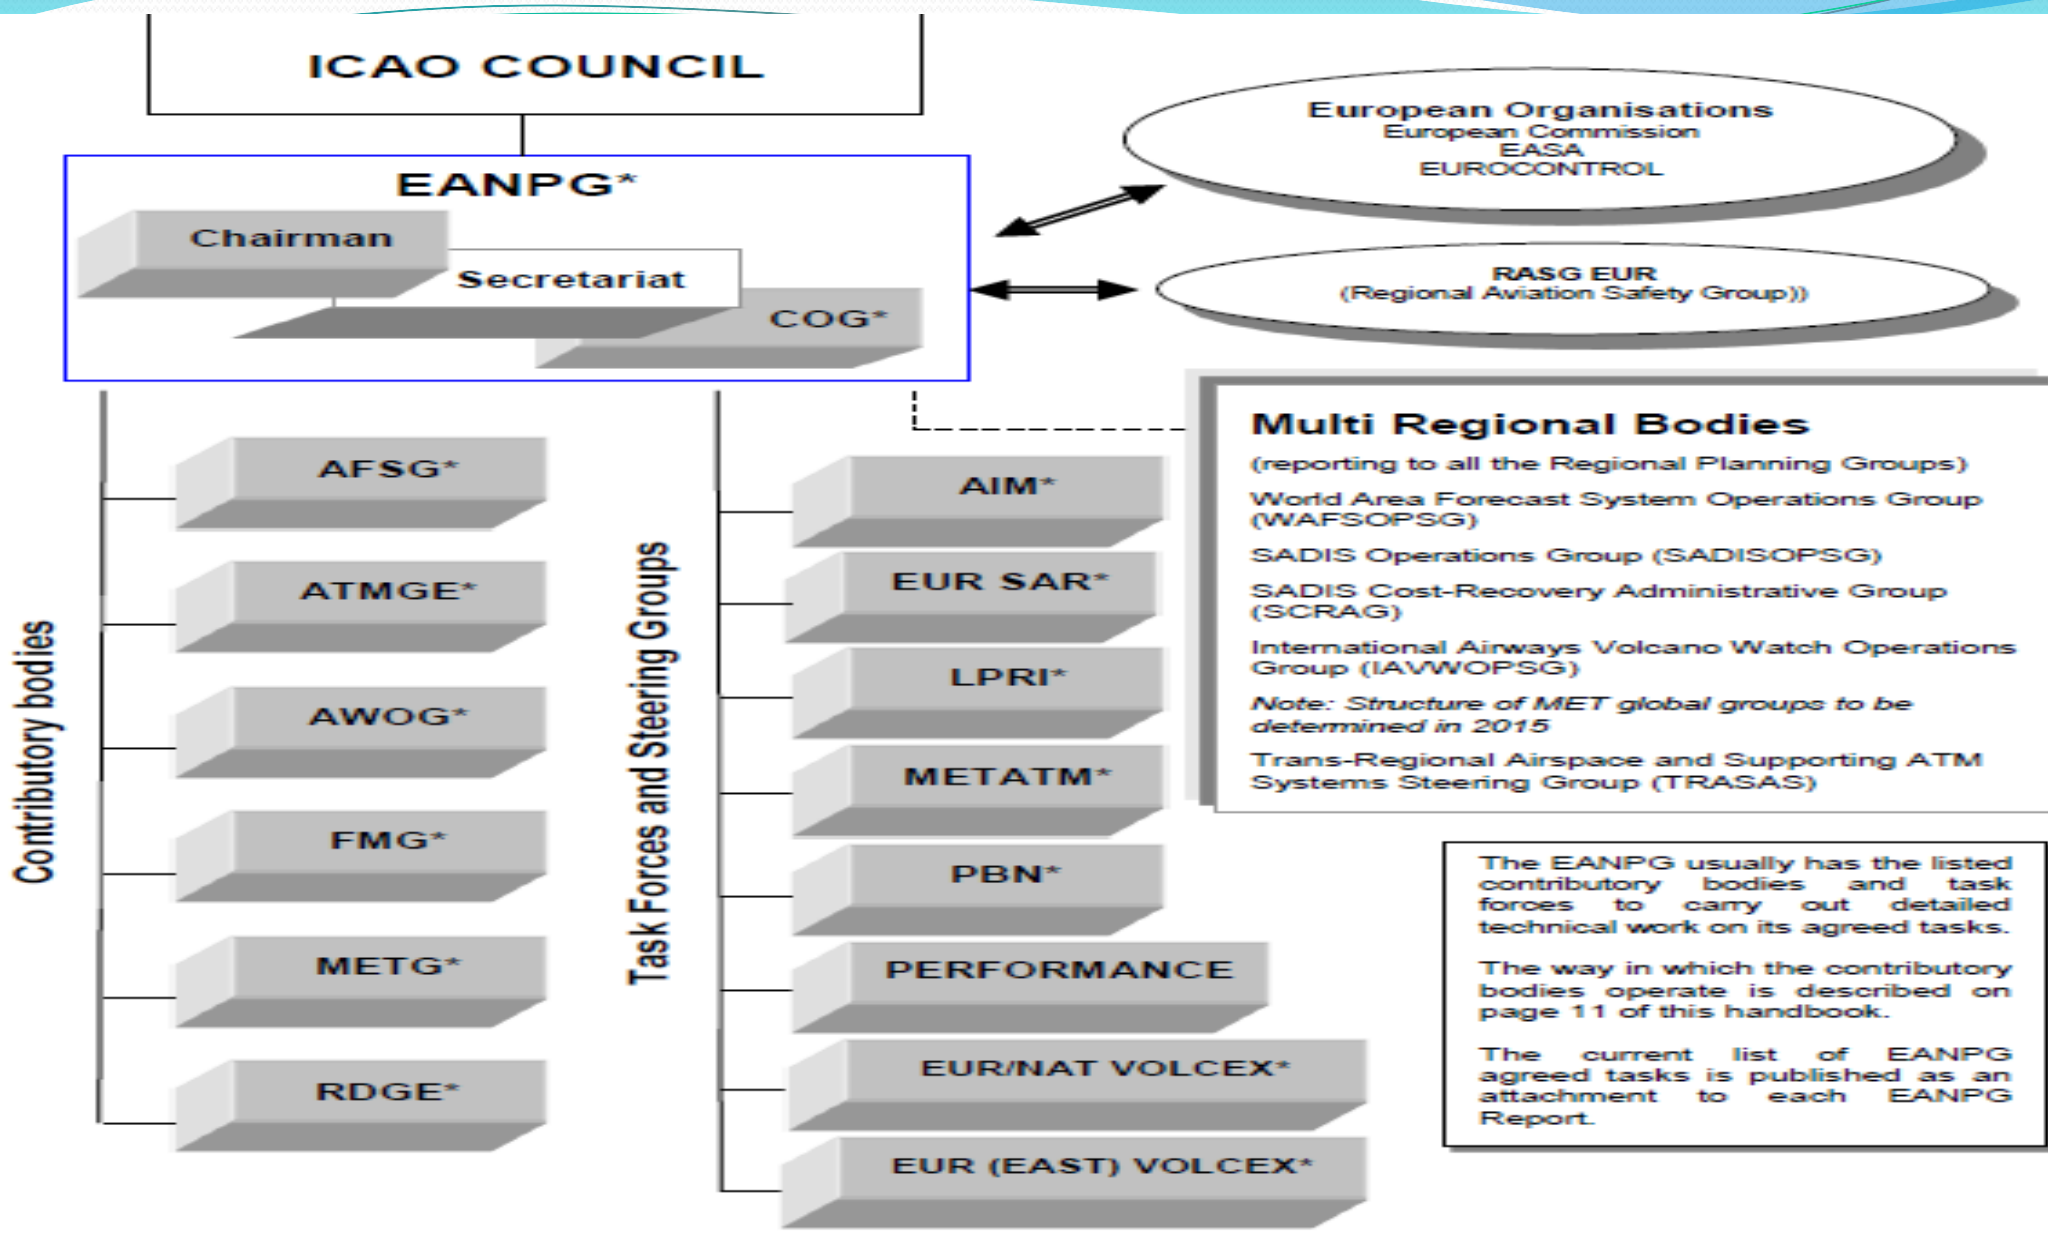 ICAO COUNCIL
EANPG*
Chairman
Secretariat
COG*
European Organisations
European Commission
EASA
EUROCONTROL
RASG EUR
(Regional Aviation Safety Group))
Contributory bodies
AFSG*
ATMGE*
AWOG*
FMG*
METG*
RDGE*
Task Forces and Steering Groups
AIM*
EUR SAR*
LPRI*
METATM*
PBN*
PERFORMANCE
EUR/NAT VOLCEX*
EUR (EAST) VOLCEX*
Multi Regional Bodies
(reporting to all the Regional Planning Groups)
World Area Forecast System Operations Group
(WAFSOPSG)
SADIS Operations Group (SADISOPSG)
SADIS Cost-Recovery Administrative Group
(SCRAG)
International Airways Volcano Watch Operations
Group (IAVWOPSG)
Note: Structure of MET global groups to be
determined in 2015
Trans-Regional Airspace and Supporting ATM
Systems Steering Group (TRASAS)
The EANPG usually has the listed
contributory bodies and task
forces to carry out detailed
technical work on its agreed tasks.
The way in which the contributory
bodies operate is described on
page 11 of this handbook.
The current list of EANPG
agreed tasks is published as an
attachment to each EANPG
Report.